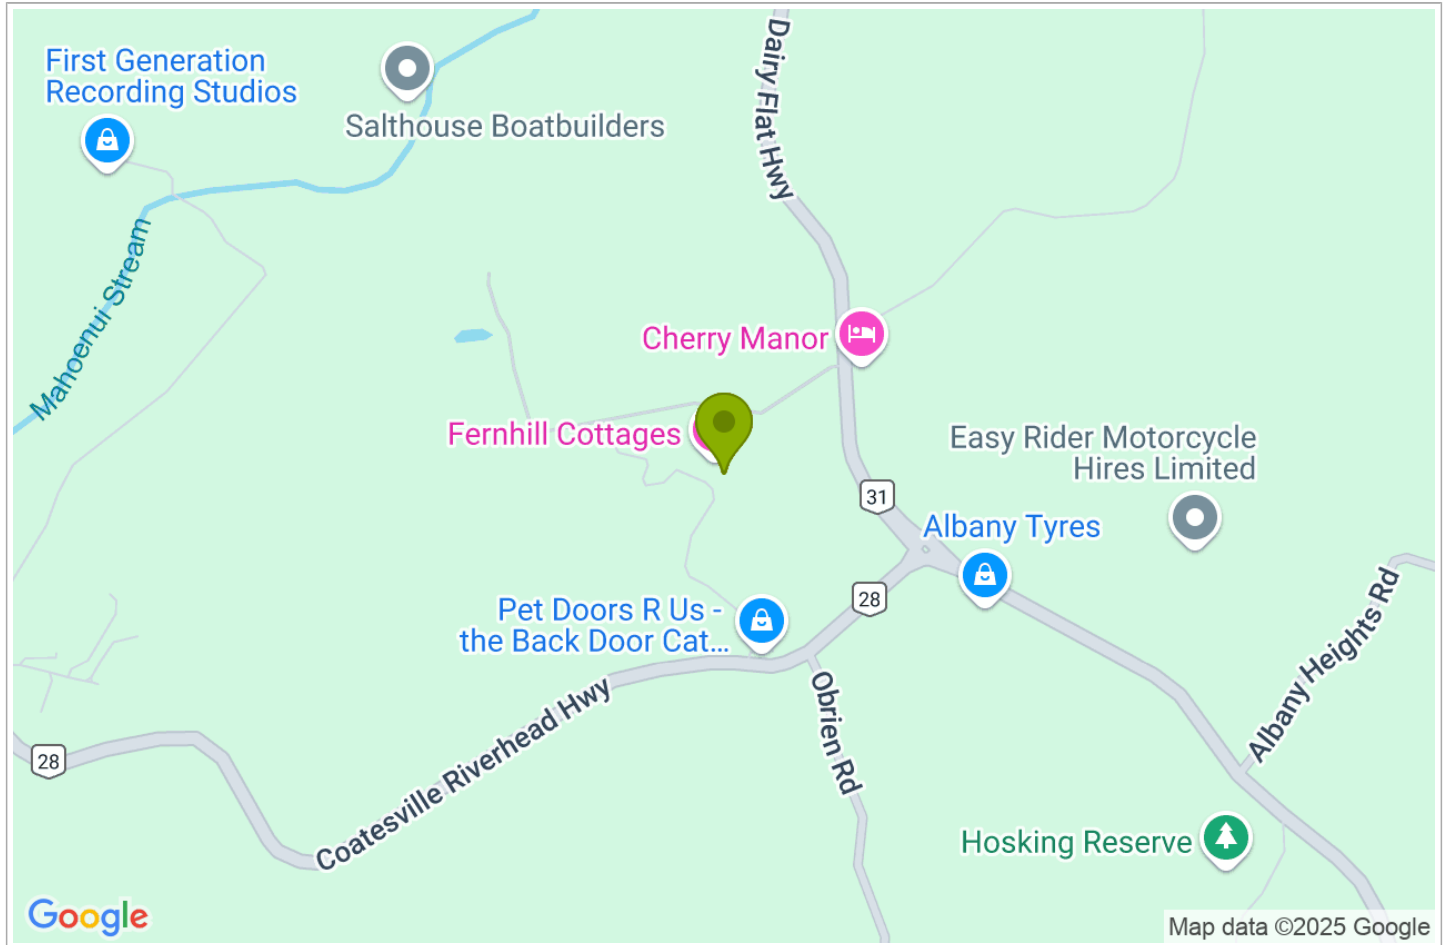 First Generation
Recording Studios
Salthouse Boatbuilders
Dairy Flat Hwy
Mahoenui Stream
Cherry Manor
Fernhill Cottages
Easy Rider Motorcycle
Hires Limited
31
Albany Tyres
28
Pet Doors R Us -
the Back Door Cat...
Albany Heights Rd
Obrien Rd
Coatesville Riverhead Hwy
28
Hosking Reserve
Google
Map data ©2025 Google